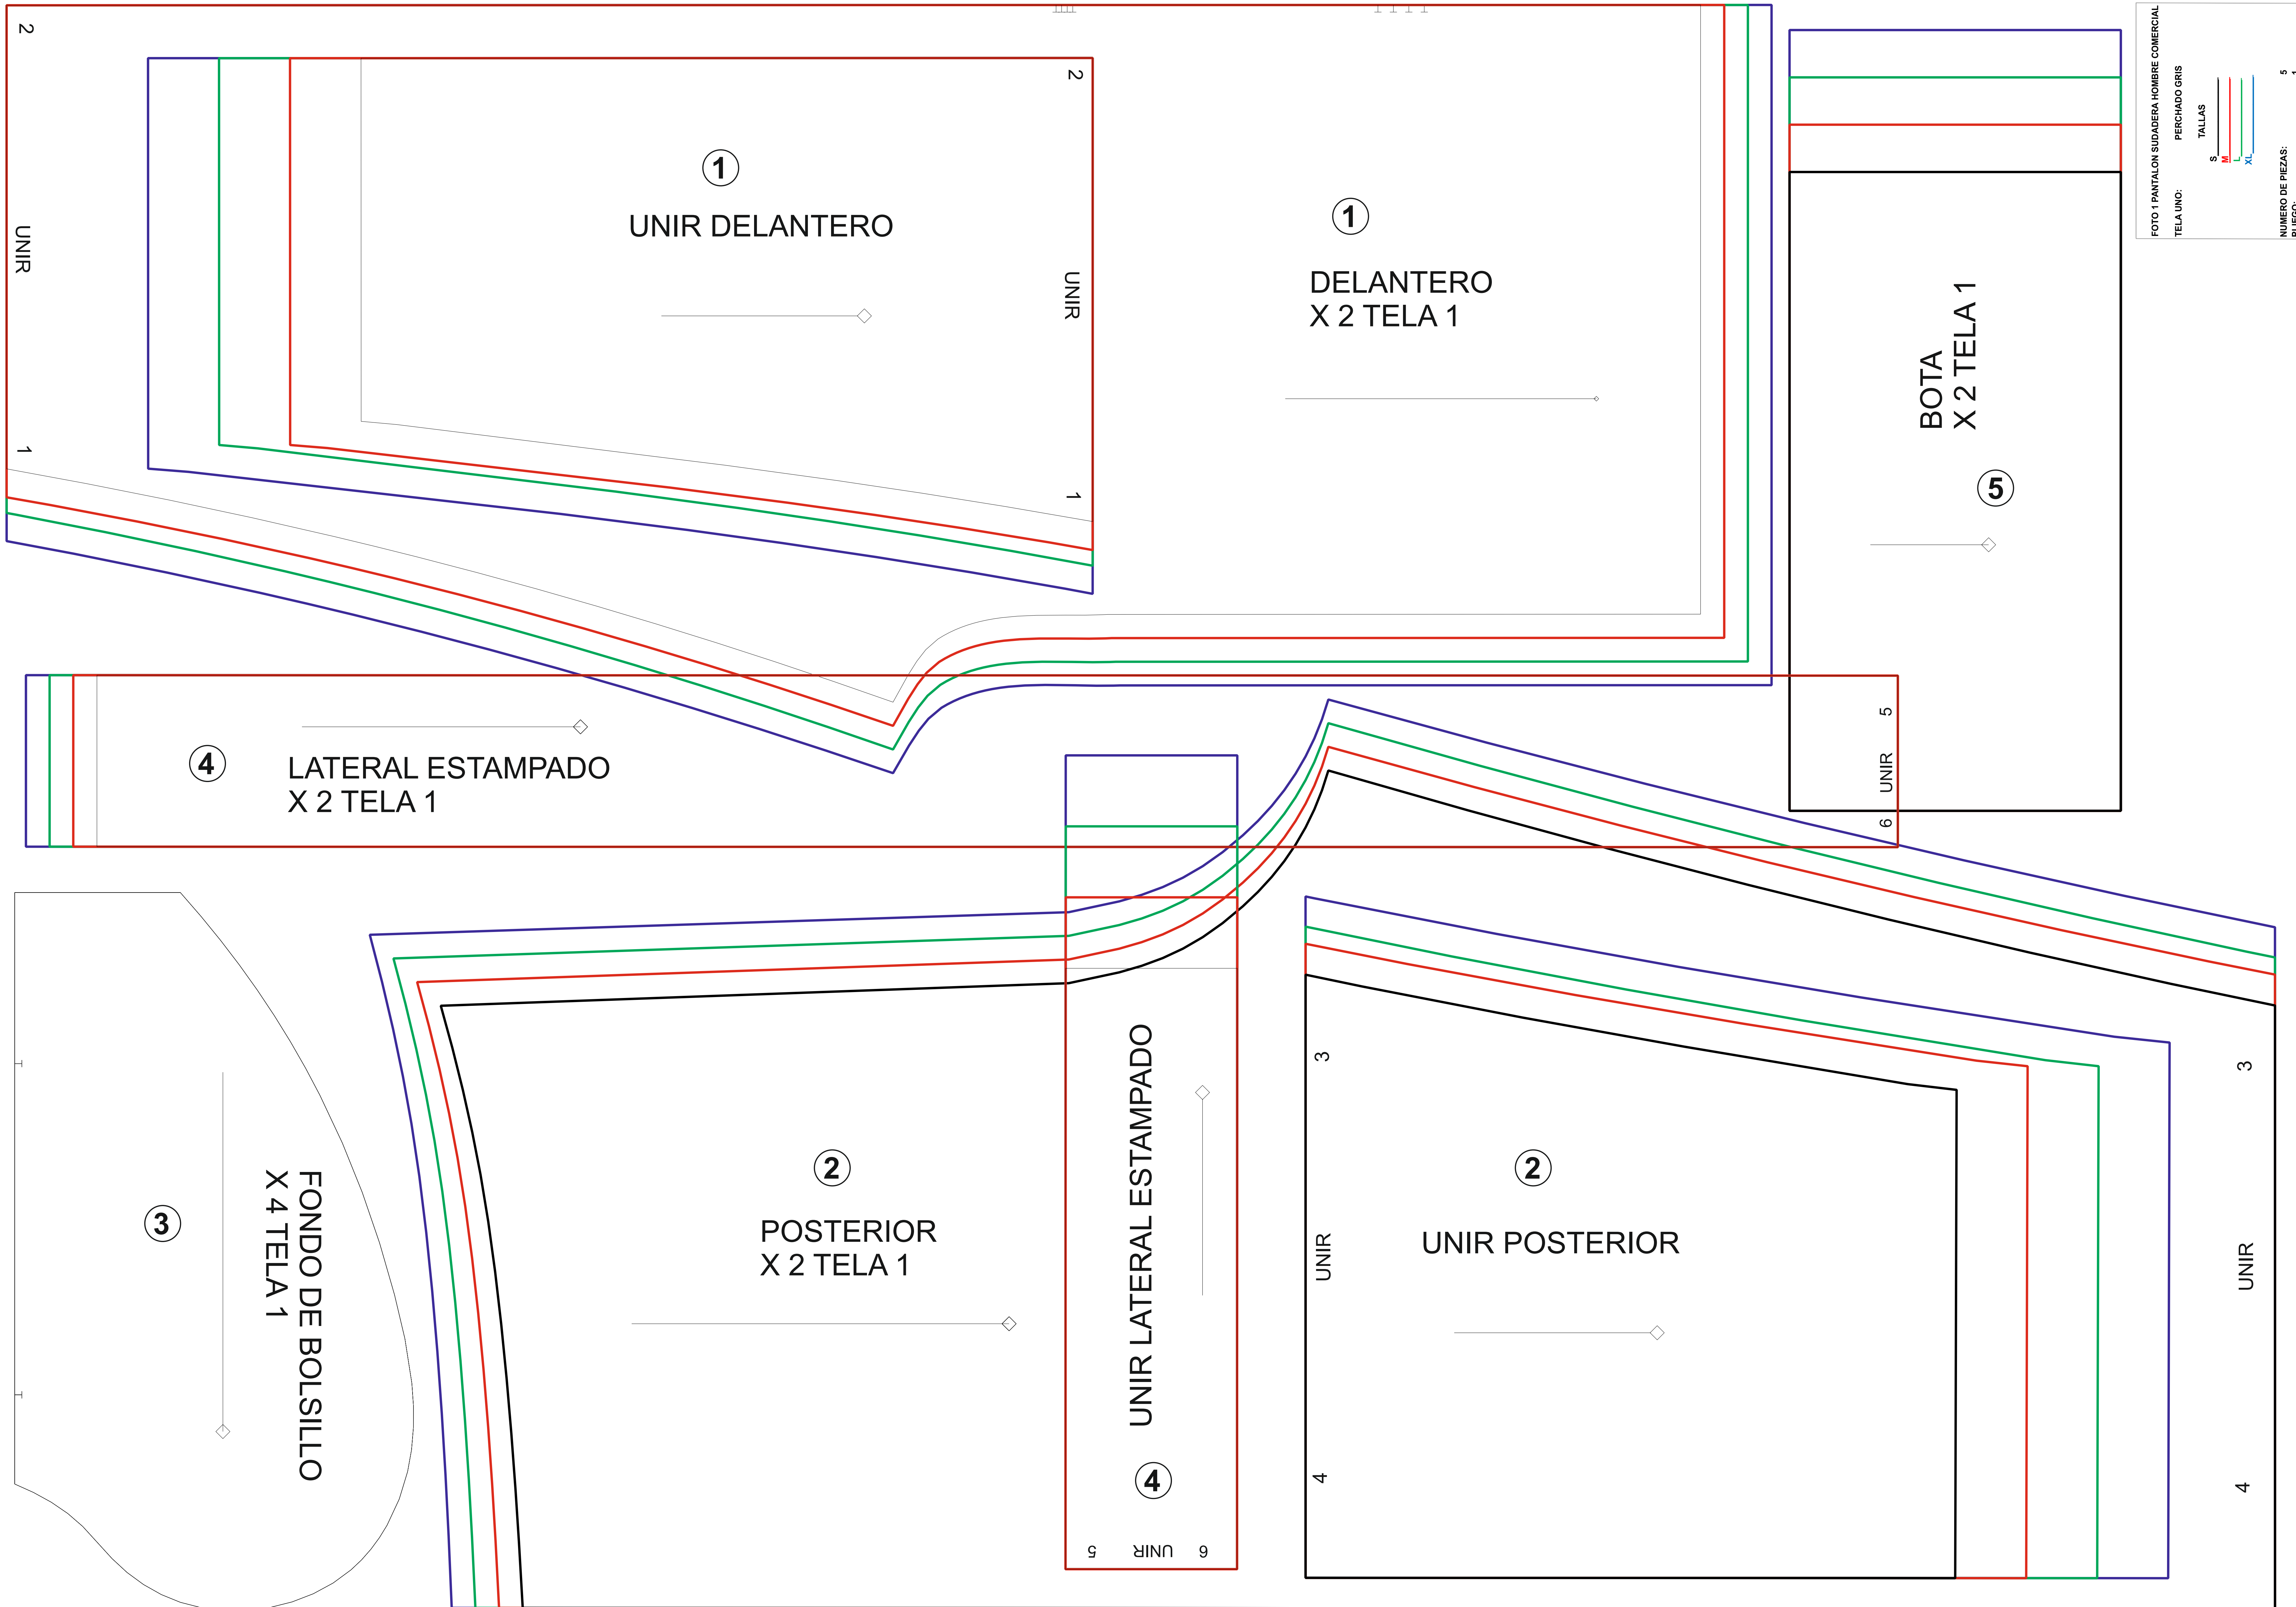 2
UNIR
1
1
UNIR DELANTERO
2
UNIR
1
1
DELANTERO
X 2 TELA 1
BOTA
X 2 TELA 1
5
FOTO 1 PANTALON SUDADERA HOMBRE COMERCIAL
TELA UNO: PERCHADO GRIS
TALLAS
S
M
L
XL
NUMERO DE PIEZAS: 5
4
LATERAL ESTAMPADO
X 2 TELA 1
5
UNIR
6
3
FONDO DE BOLSILLO
X 4 TELA 1
2
POSTERIOR
X 2 TELA 1
UNIR LATERAL ESTAMPADO
4
5 UNIR 6
3
UNIR
4
2
UNIR POSTERIOR
3
UNIR
4